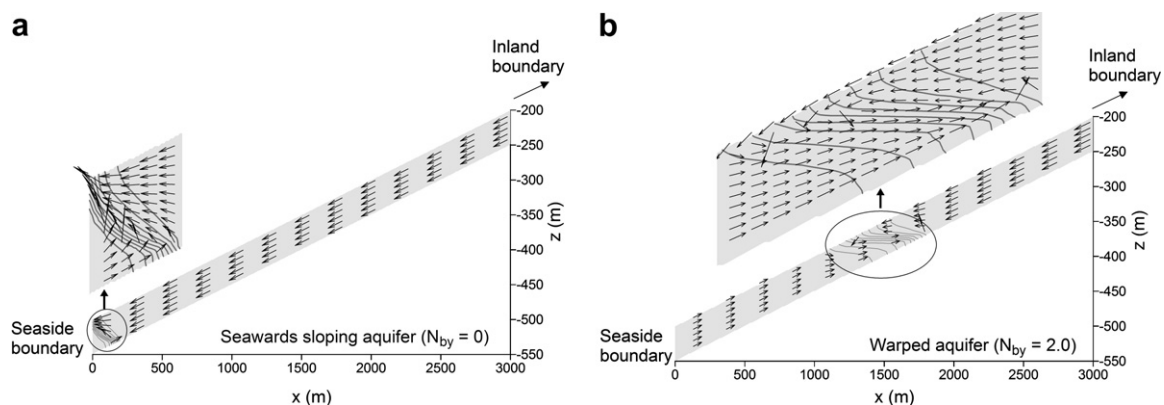 a
Inland
boundary
-200
-250
-300
-350
-400
-450
-500
-550
z (m)
Seaside
boundary
Seawards sloping aquifer (Nby = 0)
0
500
1000
1500
2000
2500
3000
x (m)
b
Inland
boundary
-200
-250
-300
-350
-400
-450
-500
-550
z (m)
Seaside
boundary
Warped aquifer (Nby = 2.0)
0
500
1000
1500
2000
2500
3000
x (m)